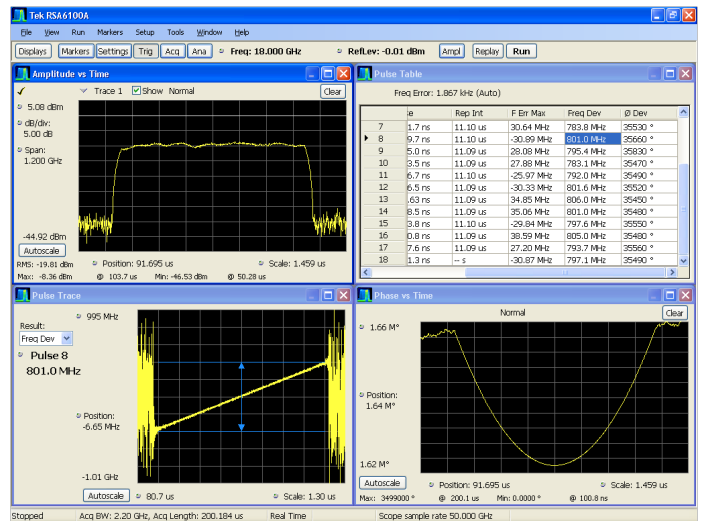 Tek RSA6100A
File View Run Markers Setup Tools Window Help
Displays Markers Settings Trig Acq Ana Freq: 18.000 GHz RefLev: -0.01 dBm Ampl Replay Run
Amplitude vs Time
Trace 1 Show Normal Clear
5.08 dBm
dB/div:
5.00 dB
Span:
1.200 GHz
-44.92 dBm
Autoscale
Position: 91.695 us Scale: 1.459 us
RMS: -19.81 dBm
Max: -8.36 dBm @ 103.7 us Min: -46.53 dBm @ 50.28 us
Pulse Table
Freq Error: 1.867 kHz (Auto)
e Rep Int F Err Max Freq Dev Ø Dev
7 1.7 ns 11.10 us 30.64 MHz 783.8 MHz 35530 °
8 9.7 ns 11.10 us -30.89 MHz 801.0 MHz 35660 °
9 5.0 ns 11.09 us 28.08 MHz 795.4 MHz 35830 °
10 3.5 ns 11.09 us 27.88 MHz 783.1 MHz 35470 °
11 6.7 ns 11.10 us -25.97 MHz 792.0 MHz 35490 °
12 6.5 ns 11.09 us -30.33 MHz 801.6 MHz 35520 °
13 .63 ns 11.09 us 34.85 MHz 806.0 MHz 35450 °
14 8.5 ns 11.09 us 35.06 MHz 801.0 MHz 35480 °
15 3.8 ns 11.10 us -29.84 MHz 797.6 MHz 35550 °
16 0.8 ns 11.09 us 38.59 MHz 805.0 MHz 35480 °
17 7.6 ns 11.09 us 27.20 MHz 793.7 MHz 35560 °
18 1.3 ns -- s -30.87 MHz 797.1 MHz 35490 °
Pulse Trace
Result:
Freq Dev
Pulse 8
801.0 MHz
995 MHz
Position:
-6.65 MHz
-1.01 GHz
Autoscale 80.7 us Scale: 1.30 us
Phase vs Time
Normal Clear
1.66 M°
Position:
1.64 M°
1.62 M°
Autoscale Position: 91.695 us Scale: 1.459 us
Max: 3499000 ° @ 200.1 us Min: 0.0000 ° @ 100.8 ns
Stopped Acq BW: 2.20 GHz, Acq Length: 200.184 us Real Time Scope sample rate 50.000 GHz